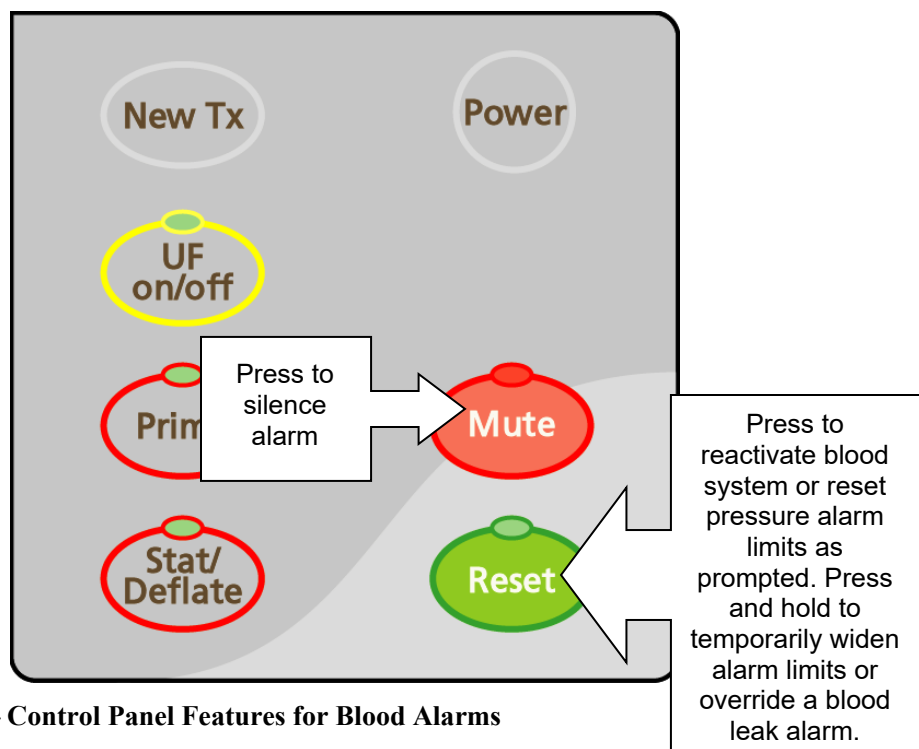 New Tx
Power
UF
on/off
Press to
silence
alarm
Prim
Mute
Press to
reactivate blood
system or reset
pressure alarm
limits as
prompted. Press
and hold to
temporarily widen
alarm limits or
override a blood
leak alarm.
Stat/
Deflate
Reset
Control Panel Features for Blood Alarms